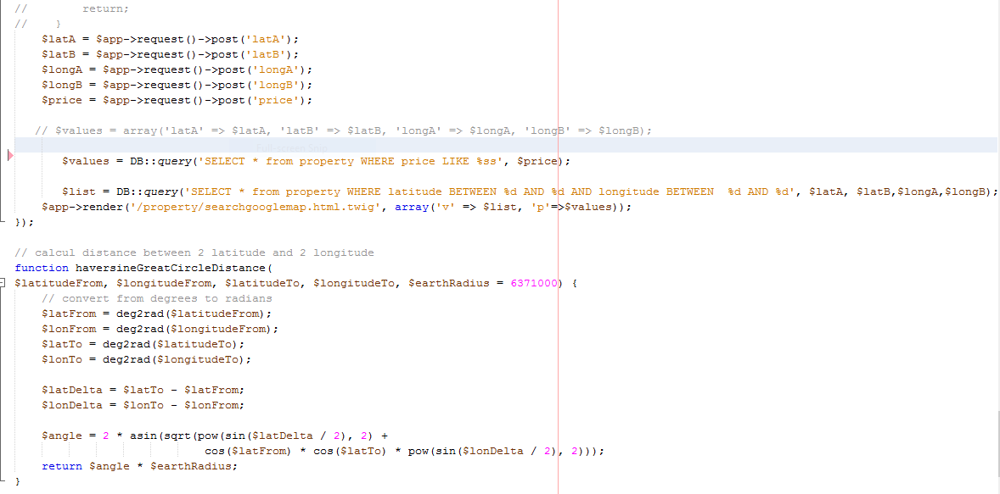 //        return;
//    }
    $latA = $app->request()->post('latA');
    $latB = $app->request()->post('latB');
    $longA = $app->request()->post('longA');
    $longB = $app->request()->post('longB');
    $price = $app->request()->post('price');
   // $values = array('latA' => $latA, 'latB' => $latB, 'longA' => $longA, 'longB' => $longB);
       $values = DB::query('SELECT * from property WHERE price LIKE %ss', $price);
       $list = DB::query('SELECT * from property WHERE latitude BETWEEN %d AND %d AND longitude BETWEEN  %d AND %d', $latA, $latB,$longA,$longB);
    $app->render('/property/searchgooglemap.html.twig', array('v' => $list, 'p'=>$values));
});
// calcul distance between 2 latitude and 2 longitude
function haversineGreatCircleDistance(
$latitudeFrom, $longitudeFrom, $latitudeTo, $longitudeTo, $earthRadius = 6371000) {
    // convert from degrees to radians
    $latFrom = deg2rad($latitudeFrom);
    $lonFrom = deg2rad($longitudeFrom);
    $latTo = deg2rad($latitudeTo);
    $lonTo = deg2rad($longitudeTo);
    $latDelta = $latTo - $latFrom;
    $lonDelta = $lonTo - $lonFrom;
    $angle = 2 * asin(sqrt(pow(sin($latDelta / 2), 2) +
                            cos($latFrom) * cos($latTo) * pow(sin($lonDelta / 2), 2)));
    return $angle * $earthRadius;
}